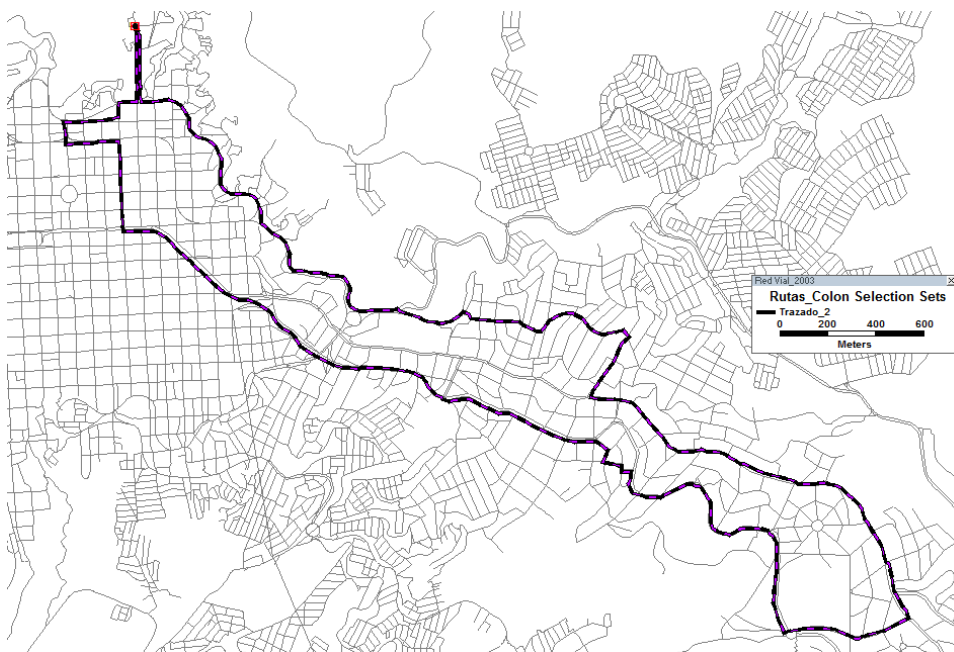 Red Vial_2003
Rutas_Colon Selection Sets
Trazado_2
0 200 400 600
Meters